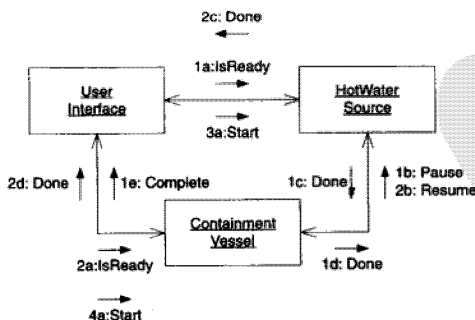 2c: Done
1a:IsReady
User
Interface
HotWater
Source
3a:Start
2d: Done
1e: Complete
1c: Done
1b: Pause
2b: Resume
Containment
Vessel
2a:IsReady
1d: Done
4a:Start